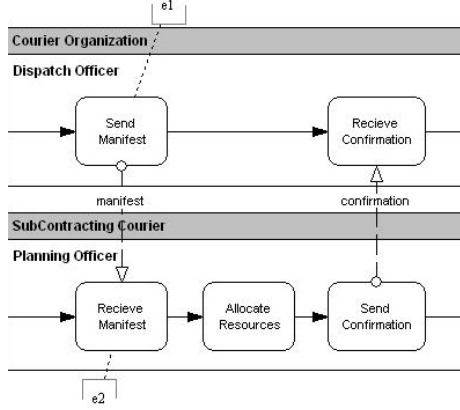 e1
Courier Organization
Dispatch Officer
Send
Manifest
Recieve
Confirmation
manifest
confirmation
SubContracting Courier
Planning Officer
Recieve
Manifest
Allocate
Resources
Send
Confirmation
e2